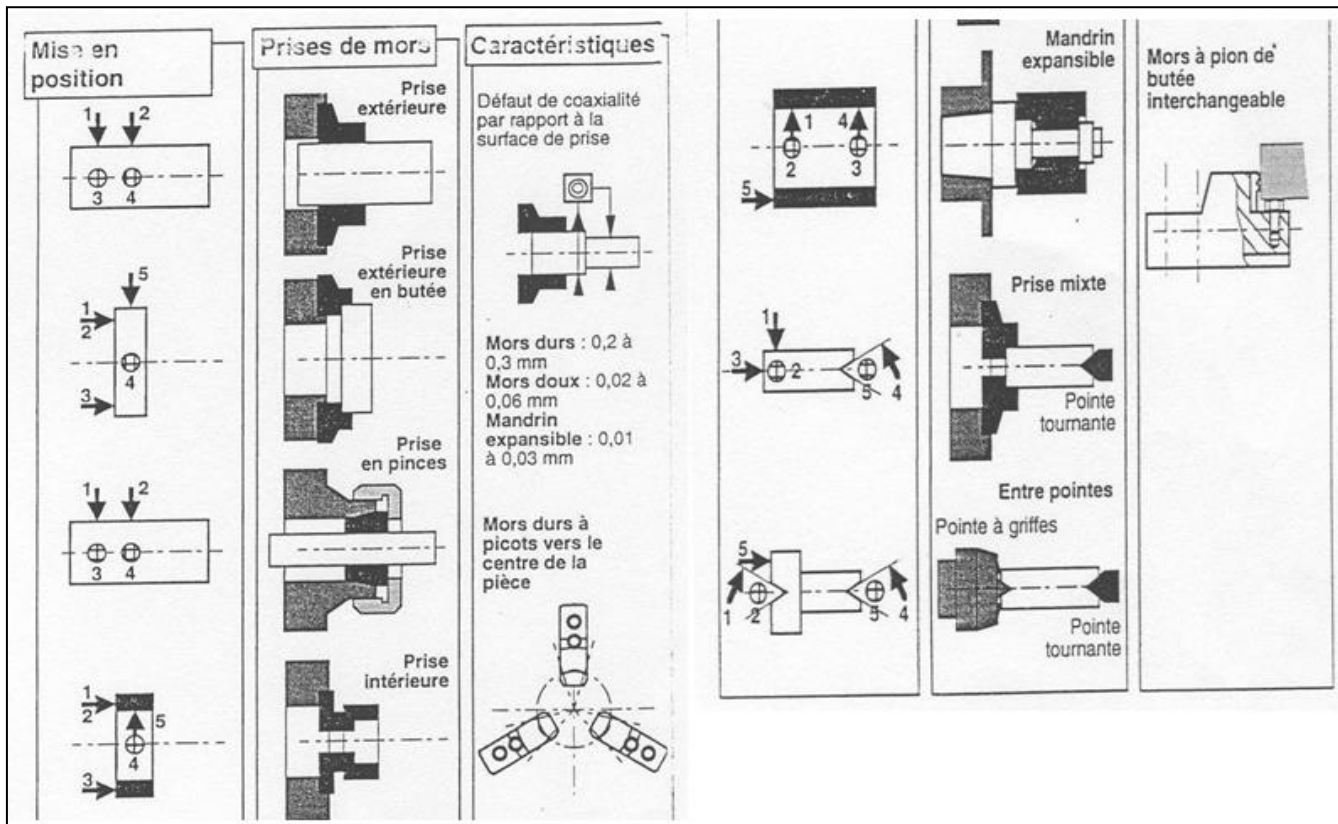 Mise en
position
Prises de mors
Caractéristiques
1
2
3
4
Prise
extérieure
Défaut de coaxialité
par rapport à la
surface de prise
5
1
2
4
3
Prise
extérieure
en butée
Mors durs : 0,2 à
0,3 mm
Mors doux : 0,02 à
0,06 mm
Mandrin
expansible : 0,01
à 0,03 mm
1
2
3
4
Prise
en pinces
Mors durs à
picots vers le
centre de la
pièce
1
2
5
4
3
Prise
intérieure
1
4
2
3
5
Mandrin
expansible
Mors à pion de
butée
interchangeable
1
3
2
5
4
Prise mixte
Pointe
tournante
5
1
2
5
4
Entre pointes
Pointe à griffes
Pointe
tournante